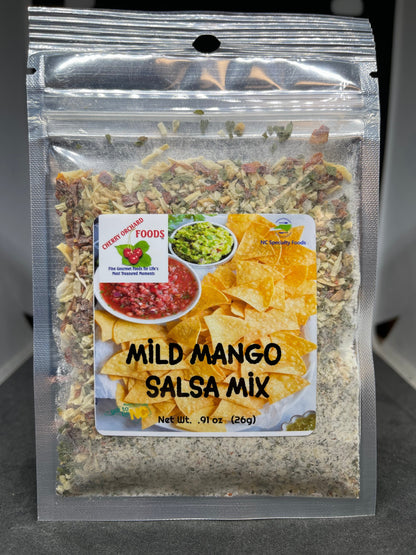 CHERRY ORCHARD
FOODS
Fine Gourmet Foods for Life's
Most Treasured Moments
NC Specialty Foods
MILD MANGO
SALSA MIX
Net Wt. .91 oz (26g)